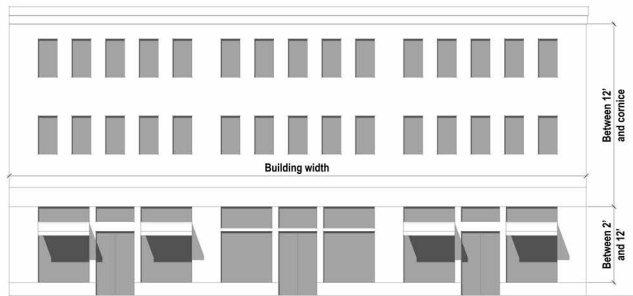 Between 12'
and cornice
Building width
Between 2'
and 12'